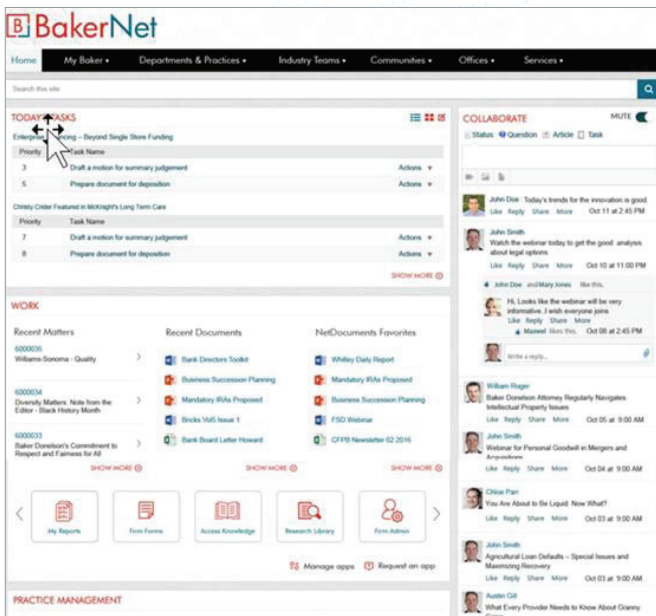 B BakerNet
Home My Baker Departments & Practices Industry Teams Communities Offices Services
Search this site
TODAY TASKS
Enterprise ncing – Beyond Single Store Funding
Priority Task Name
3 Draft a motion for summary judgement Actions
5 Prepare document for deposition Actions
Christy Crider Featured in McKnight's Long Term Care
Priority Task Name
7 Draft a motion for summary judgement Actions
8 Prepare document for deposition Actions
SHOW MORE
WORK
Recent Matters
6000035
Williams-Sonoma - Quality
6000034
Diversity Matters: Note from the
Editor - Black History Month
6000033
Baker Donelson's Commitment to
Respect and Fairness for All
SHOW MORE
Recent Documents
Bank Directors Toolkit
Business Succession Planning
Mandatory IRAs Proposed
Bricks Vol5 Issue 1
Bank Board Letter Howard
SHOW MORE
NetDocuments Favorites
Whitley Daily Report
Mandatory IRAs Proposed
Business Succession Planning
FSD Webinar
CFPB Newsletter 02 2016
SHOW MORE
My Reports
Firm Forms
Access Knowledge
Research Library
Firm Admin
Manage apps Request an app
PRACTICE MANAGEMENT
COLLABORATE MUTE
Status Question Article Task
John Doe Today's trends for the innovation is good
Like Reply Share More Oct 11 at 2:45 PM
John Smith
Watch the webinar today to get the good analysis
about legal options
Like Reply Share More Oct 10 at 11:00 PM
John Doe and Mary Jones like this.
Hi, Looks like the webinar will be very
informative. I wish everyone joins
Like Reply Share More
Maxwel likes this. Oct 08 at 2:45 PM
Write a reply...
William Roger
Baker Donelson Attorney Regularly Navigates
Intellectual Property Issues
Like Reply Share More Oct 05 at 9:00 AM
John Smith
Webinar for Personal Goodwill in Mergers and
Acquisitions
Like Reply Share More Oct 04 at 9:00 AM
Chloe Parr
You Are About to Be Liquid: Now What?
Like Reply Share More Oct 03 at 9:00 AM
John Smith
Agricultural Loan Defaults – Special Issues and
Maximizing Recovery
Like Reply Share More Oct 03 at 9:00 AM
Austin Gill
What Every Provider Needs to Know About Granny